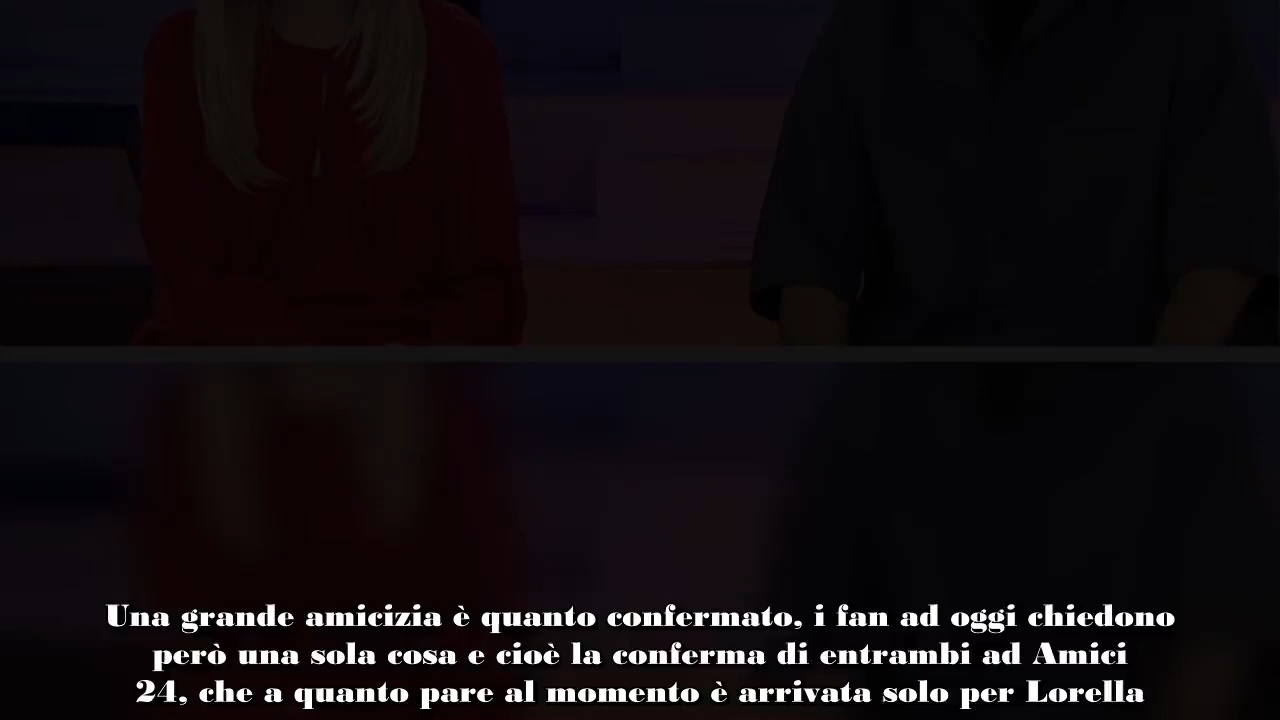 Una grande amicizia è quanto confermato, i fan ad oggi chiedono
però una sola cosa e cioè la conferma di entrambi ad Amici
24, che a quanto pare al momento è arrivata solo per Lorella